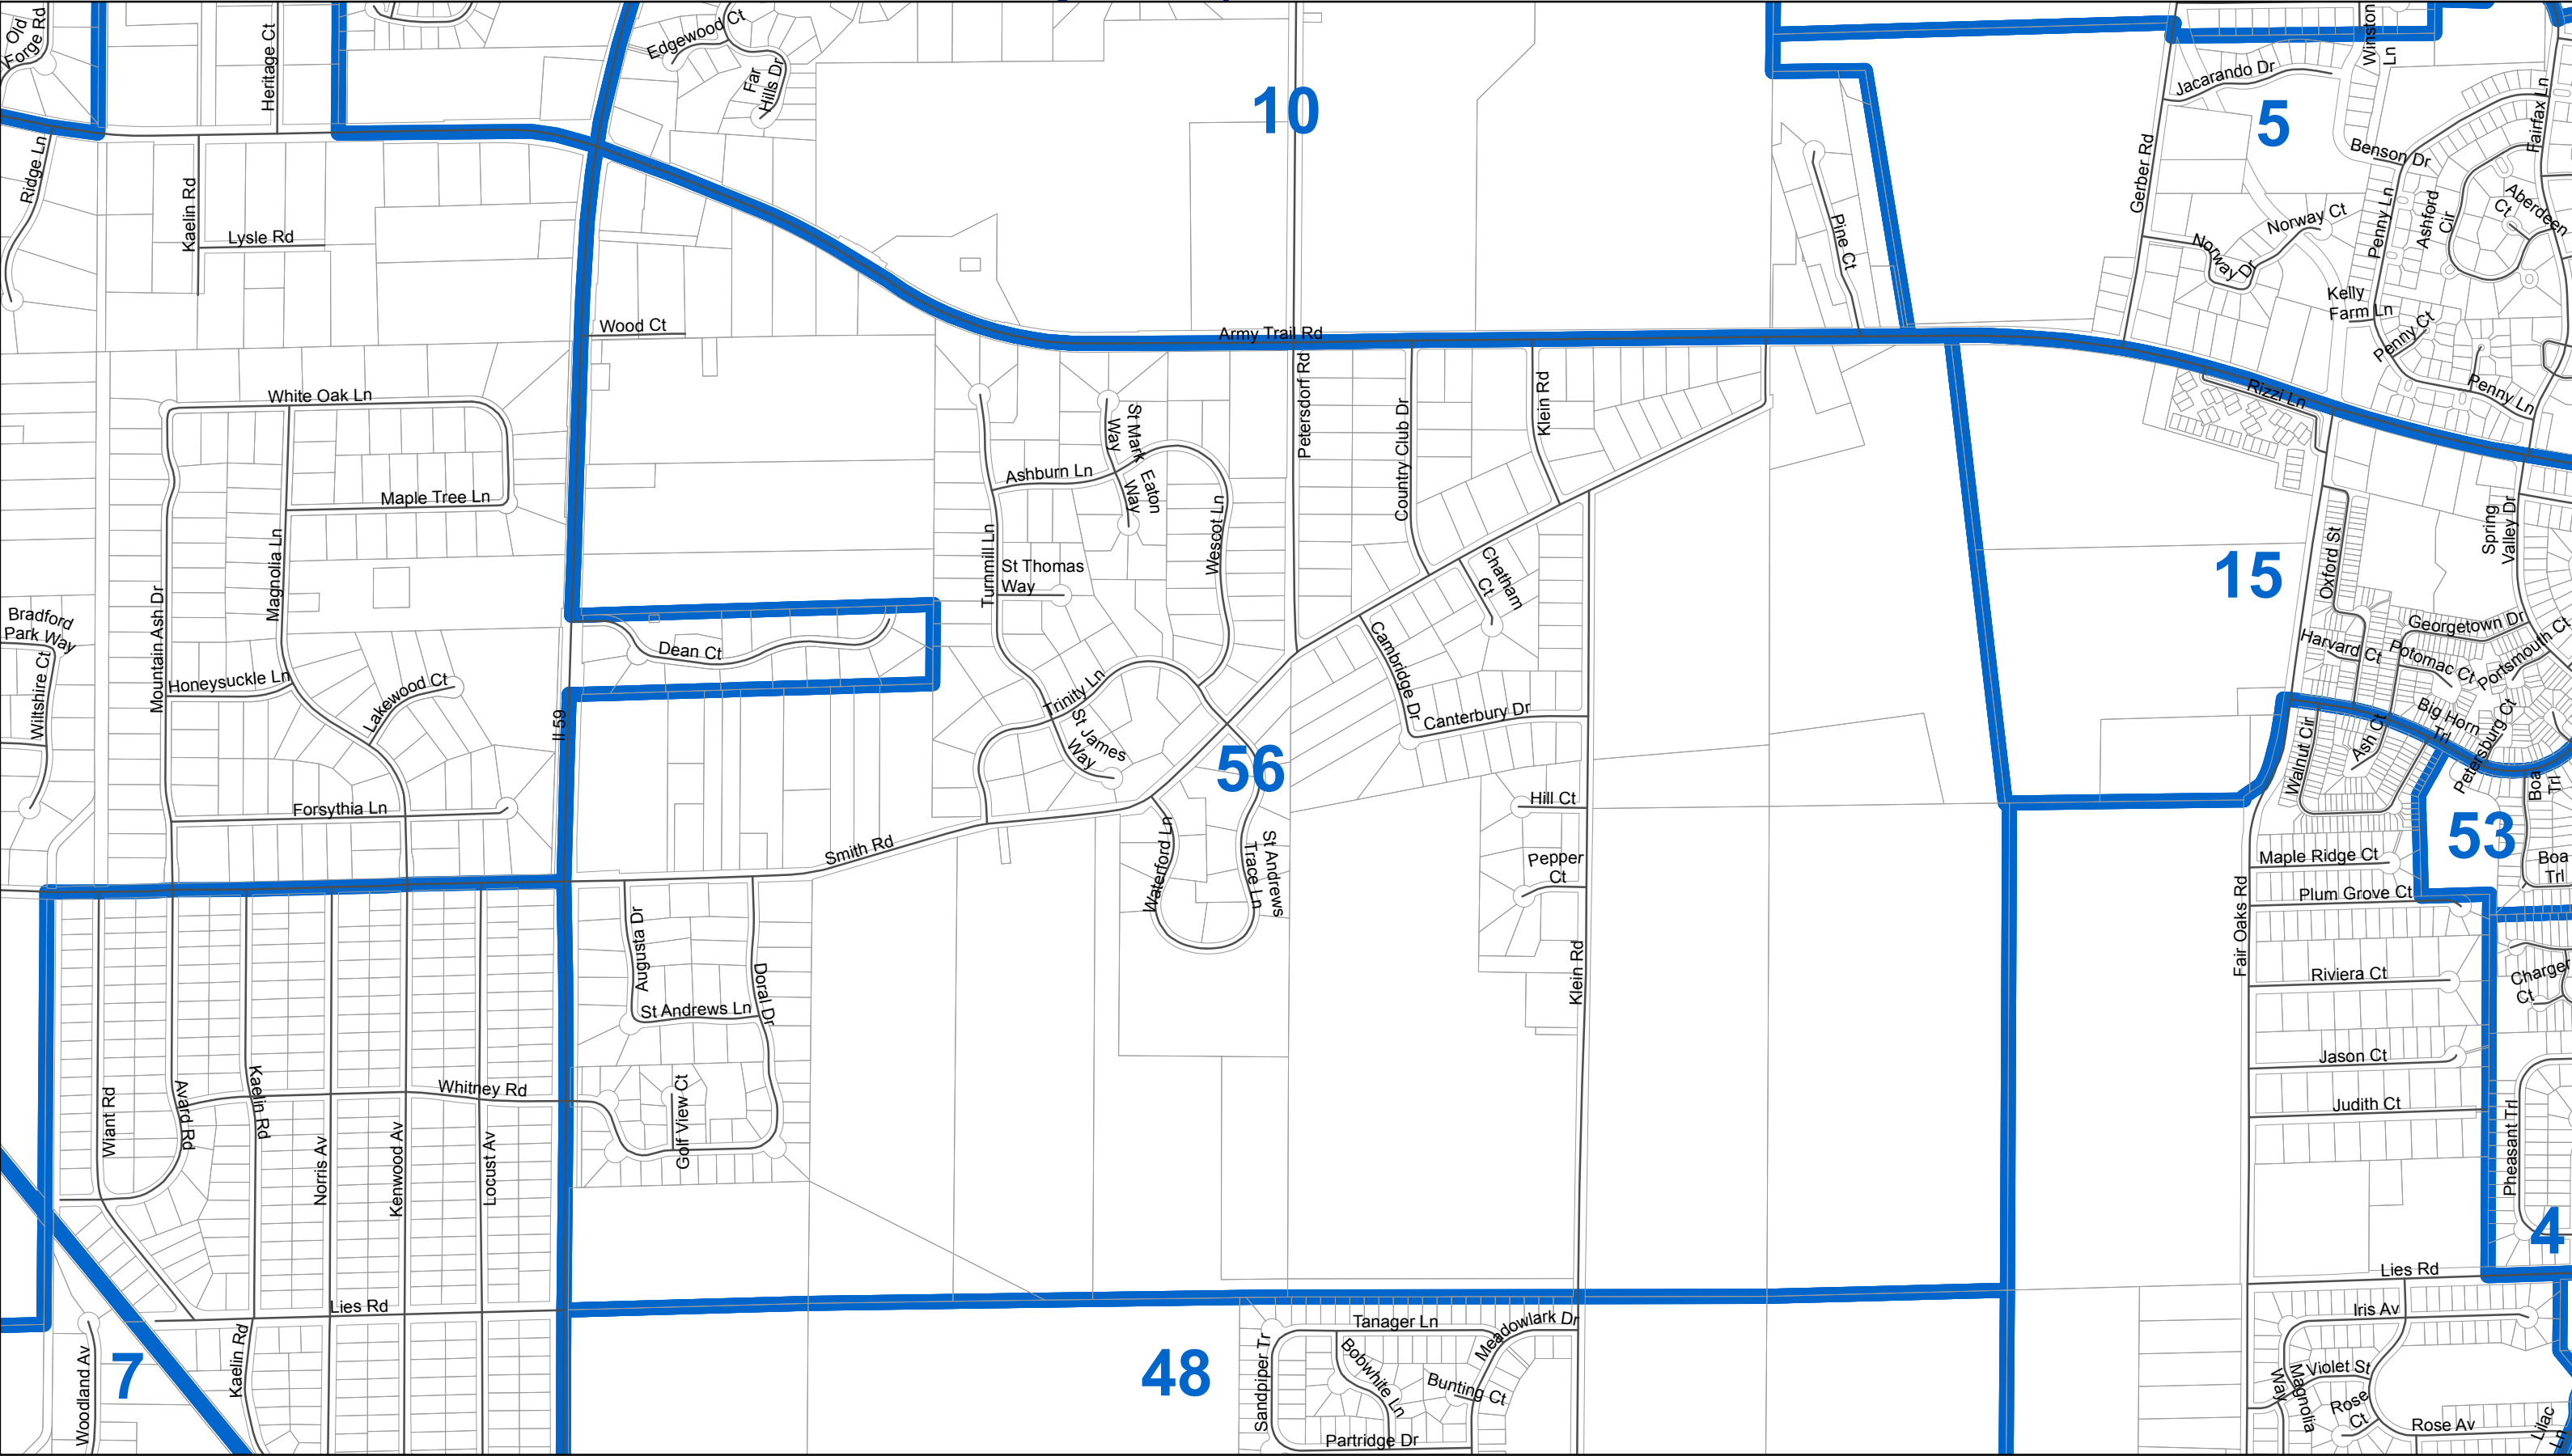 Old
Forge Rd
Heritage Ct
Edgewood Ct
Far
Hills Dr
10
Winston
Ln
Jacarando Dr
5
Fairfax Ln
Ridge Ln
Kaelin Rd
Lysle Rd
Pine Ct
Gerber Rd
Benson Dr
Penny Ln
Ashford
Cir
Aberdeen
Ct
Norway Ct
Norway Dr
Kelly
Farm Ln
Penny Ct
Penny Ln
Wood Ct
Army Trail Rd
Rizzi Ln
White Oak Ln
Maple Tree Ln
Magnolia Ln
Mountain Ash Dr
Petersdorf Rd
Country Club Dr
Klein Rd
St Mark
Way
Ashburn Ln
Eaton
Way
Wescot Ln
Turnmill Ln
St Thomas
Way
Chatham
Ct
15
Oxford St
Spring
Valley Dr
Bradford
Park Way
Wiltshire Ct
Honeysuckle Ln
Lakewood Ct
Forsythia Ln
Il 59
Dean Ct
Trinity Ln
St James
Way
Cambridge Dr
Canterbury Dr
56
Georgetown Dr
Harvard Ct
Potomac Ct
Portsmouth Ct
Big Horn
Trl
Petersburg Ct
Walnut Cir
Ash Ct
Boa
Trl
53
Boa
Trl
Hill Ct
Pepper
Ct
Smith Rd
Waterford Ln
St Andrews
Trace Ln
Maple Ridge Ct
Plum Grove Ct
Fair Oaks Rd
Klein Rd
Augusta Dr
St Andrews Ln
Doral Dr
Golf View Ct
Riviera Ct
Charger
Ct
Jason Ct
Judith Ct
Pheasant Trl
4
Whitney Rd
Wiant Rd
Avard Rd
Kaelin Rd
Norris Av
Kenwood Av
Locust Av
Lies Rd
Lies Rd
Kaelin Rd
Woodland Av
7
48
Tanager Ln
Meadowlark Dr
Sandpiper Tr
Bobwhite Ln
Bunting Ct
Partridge Dr
Iris Av
Violet St
Magnolia
Way
Rose
Ct
Rose Av
Lilac
Ln